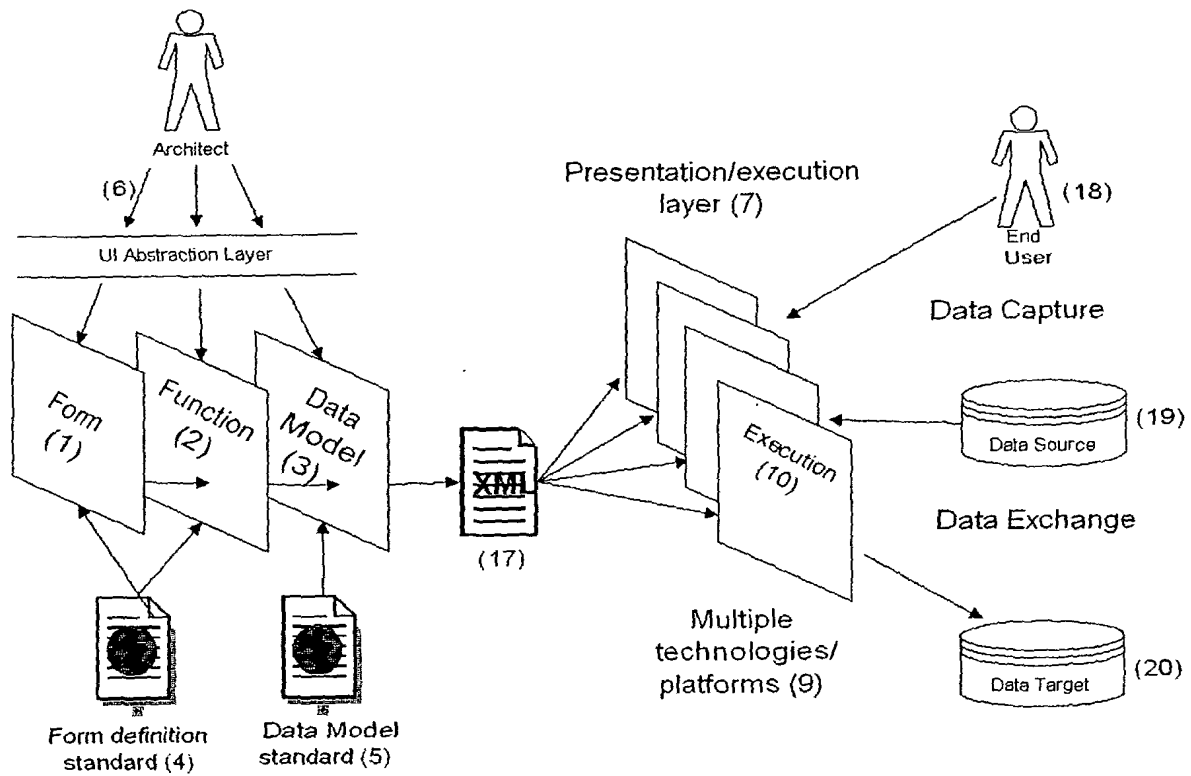 Architect
(6)
UI Abstraction Layer
Form
(1)
Function
(2)
Data
Model
(3)
Form definition
standard (4)
Data Model
standard (5)
XML
(17)
Presentation/execution
layer (7)
Execution
(10)
Multiple
technologies/
platforms (9)
(18)
End
User
Data Capture
Data Source
(19)
Data Exchange
Data Target
(20)